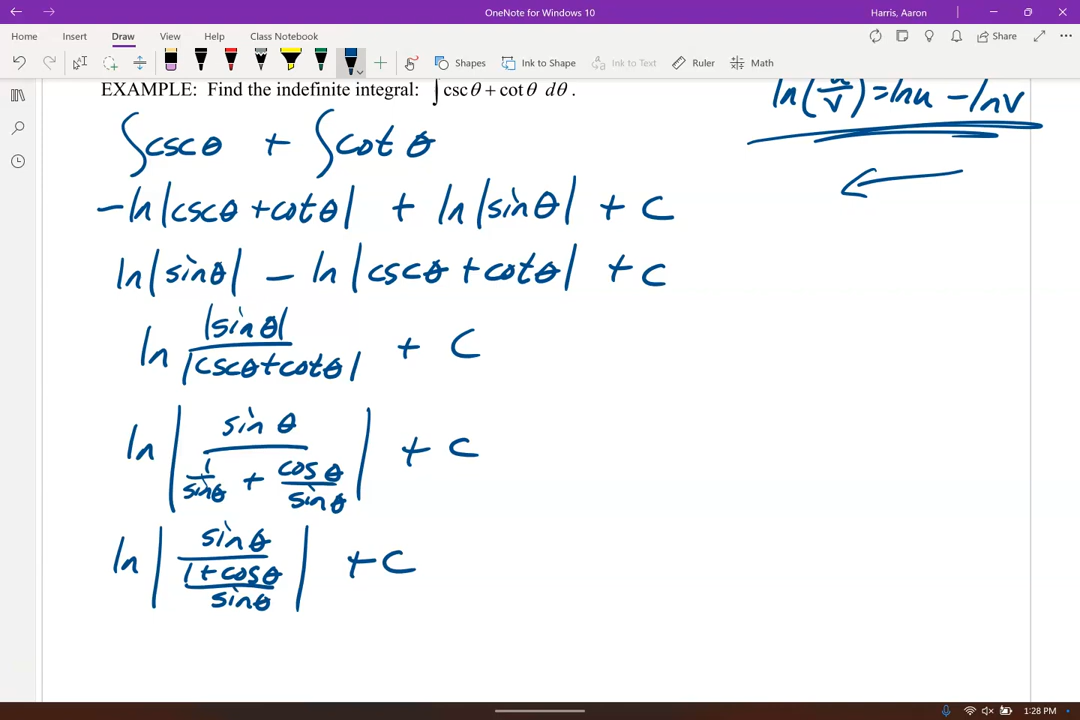 OneNote for Windows 10
Harris, Aaron
Home Insert Draw View Help Class Notebook
Share
Shapes Ink to Shape Ink to Text Ruler Math
EXAMPLE: Find the indefinite integral: ∫ cscθ + cotθ dθ .
ln(u/v) = ln u − ln v
∫cscθ + ∫cot θ
−ln|cscθ + cotθ| + ln|sinθ| + C
ln|sinθ| − ln|cscθ + cotθ| + C
ln |sinθ| / |cscθ + cotθ| + C
ln | sin θ / (1/sinθ + cosθ/sinθ) | + C
ln | sinθ / ((1 + cosθ)/sinθ) | + C
1:28 PM